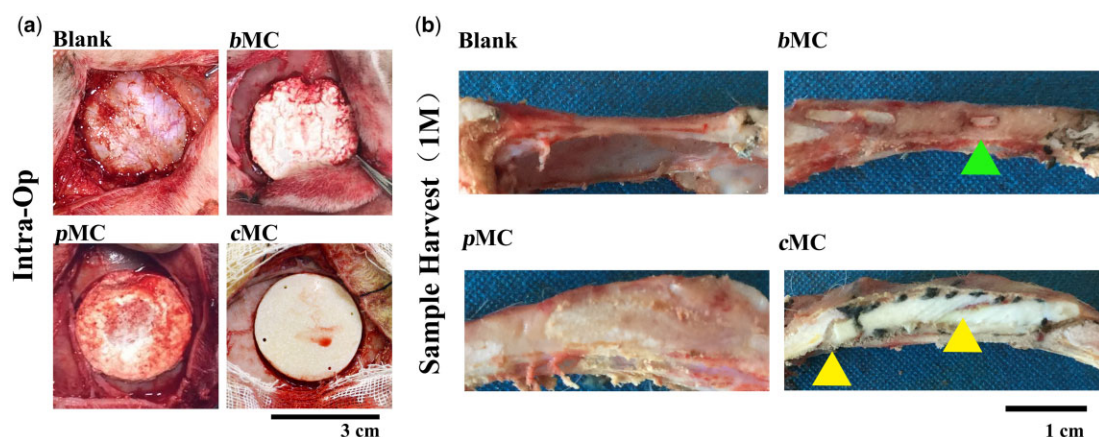 (a)
Blank
bMC
pMC
cMC
Intra-Op
3 cm
(b)
Blank
bMC
pMC
cMC
Sample Harvest （1M）
1 cm